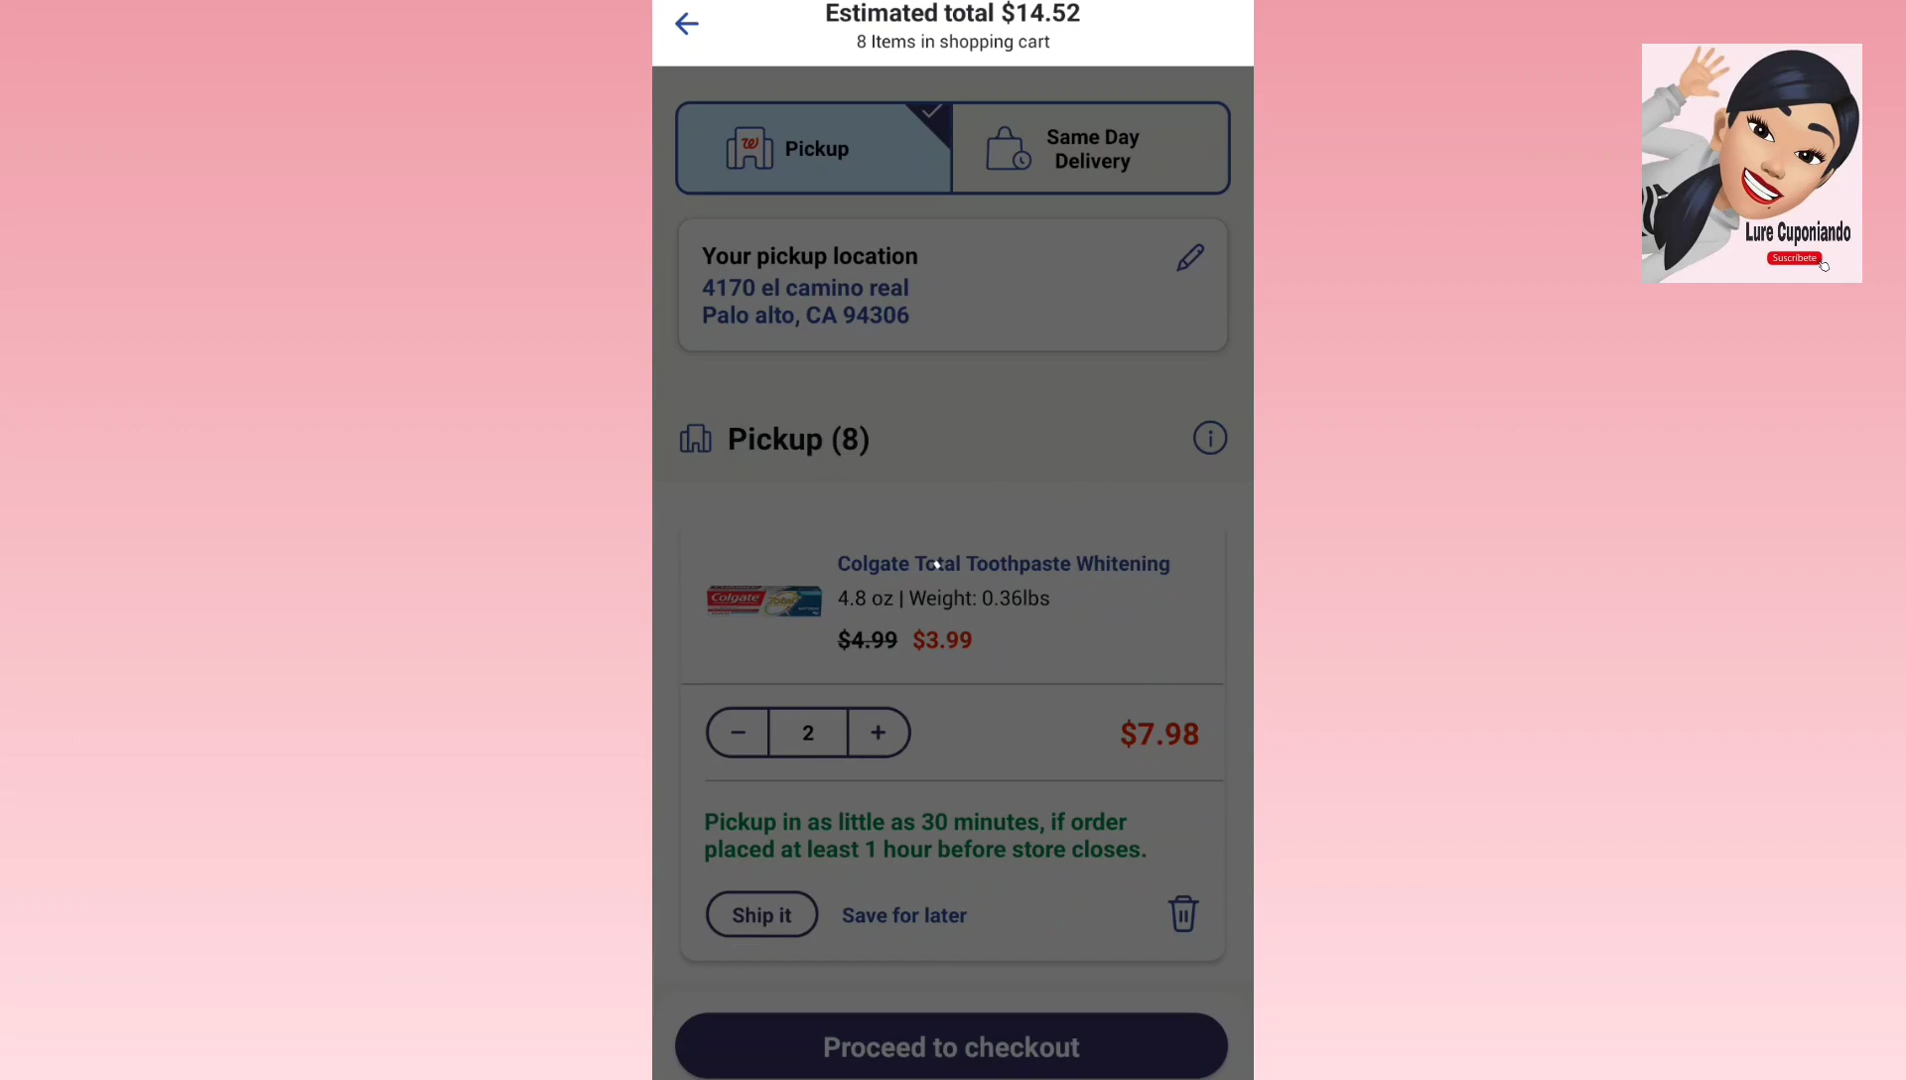 Estimated total $14.52
8 Items in shopping cart
Pickup
Same Day
Delivery
Your pickup location
4170 el camino real
Palo alto, CA 94306
Pickup (8)
Colgate Total Toothpaste Whitening
4.8 oz | Weight: 0.36lbs
Colgate Total
$4.99 $3.99
2
$7.98
Pickup in as little as 30 minutes, if order
placed at least 1 hour before store closes.
Ship it
Save for later
Proceed to checkout
Lure Cuponiando
Suscríbete